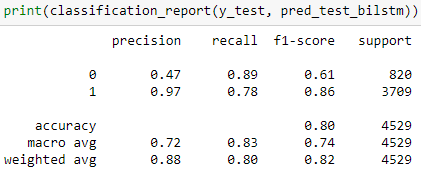 print(classification_report(y_test, pred_test_bilstm))
precision recall f1-score support
0 0.47 0.89 0.61 820
1 0.97 0.78 0.86 3709
accuracy 0.80 4529
macro avg 0.72 0.83 0.74 4529
weighted avg 0.88 0.80 0.82 4529